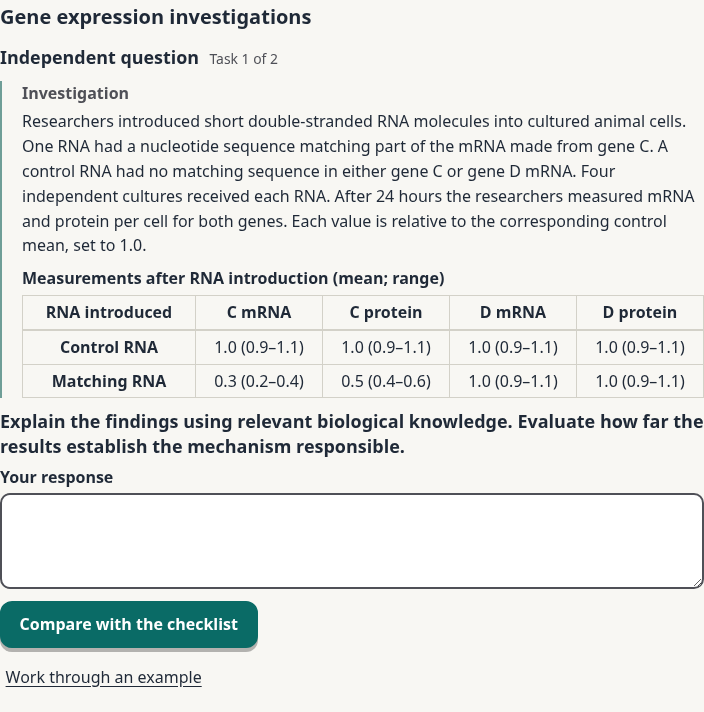 Gene expression investigations
Independent question Task 1 of 2
Investigation
Researchers introduced short double-stranded RNA molecules into cultured animal cells.
One RNA had a nucleotide sequence matching part of the mRNA made from gene C. A
control RNA had no matching sequence in either gene C or gene D mRNA. Four
independent cultures received each RNA. After 24 hours the researchers measured mRNA
and protein per cell for both genes. Each value is relative to the corresponding control
mean, set to 1.0.
Measurements after RNA introduction (mean; range)
RNA introduced C mRNA C protein D mRNA D protein
Control RNA 1.0 (0.9–1.1) 1.0 (0.9–1.1) 1.0 (0.9–1.1) 1.0 (0.9–1.1)
Matching RNA 0.3 (0.2–0.4) 0.5 (0.4–0.6) 1.0 (0.9–1.1) 1.0 (0.9–1.1)
Explain the findings using relevant biological knowledge. Evaluate how far the
results establish the mechanism responsible.
Your response
Compare with the checklist
Work through an example